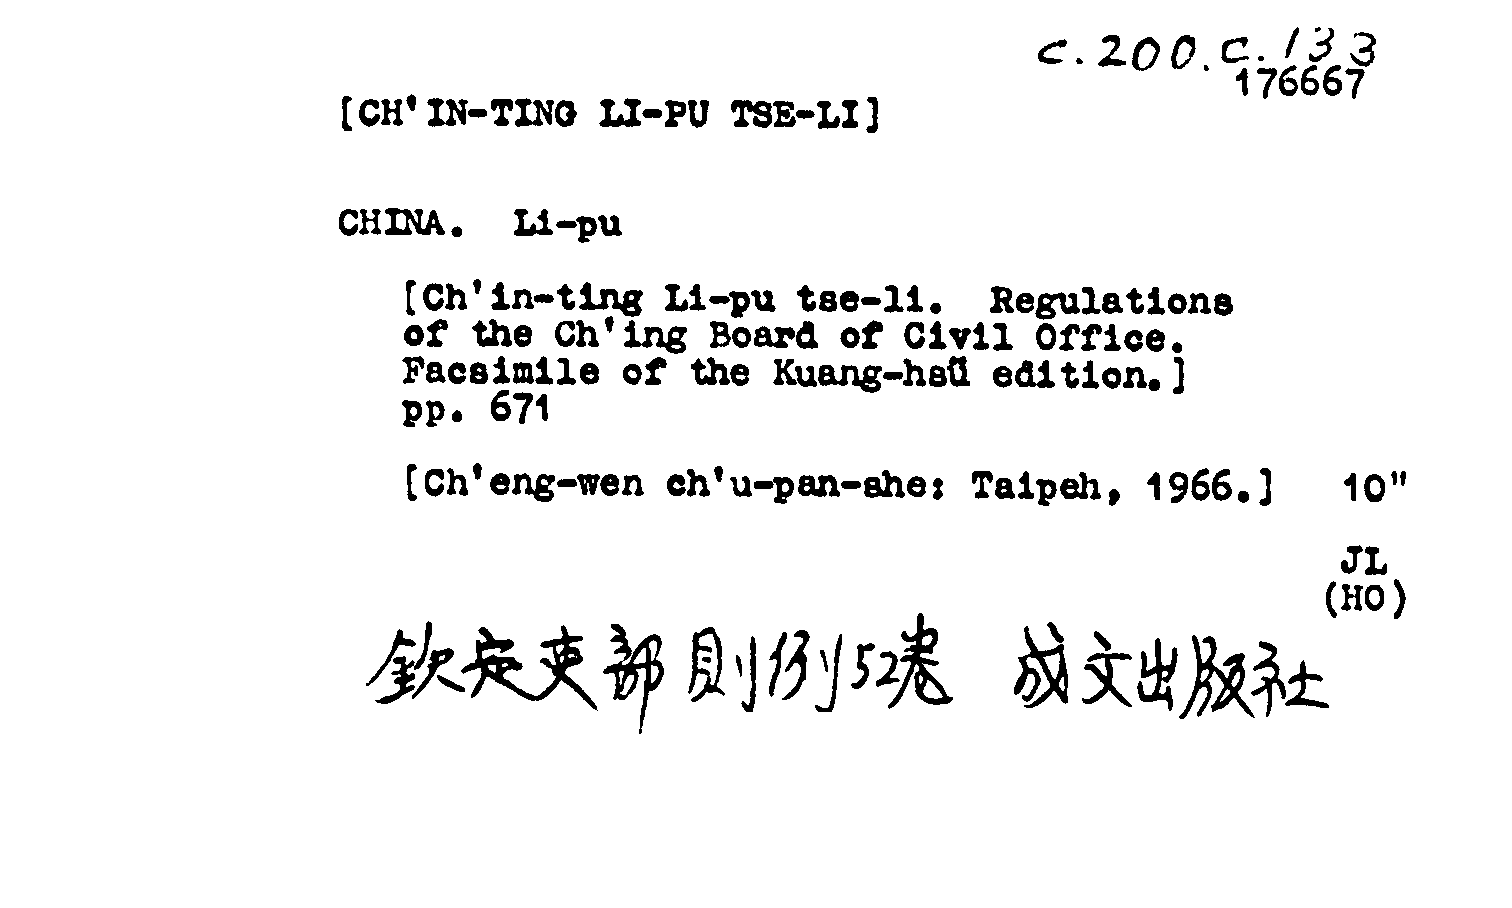 c.200.c.133
176667
[CH'IN-TING LI-PU TSE-LI]
CHINA. Li-pu
[Ch'in-ting Li-pu tse-li. Regulations
of the Ch'ing Board of Civil Office.
Facsimile of the Kuang-hsü edition.]
pp. 671
[Ch'eng-wen ch'u-pan-she: Taipeh, 1966.] 10"
JL
(HO)
欽定吏部則例52卷 成文出版社